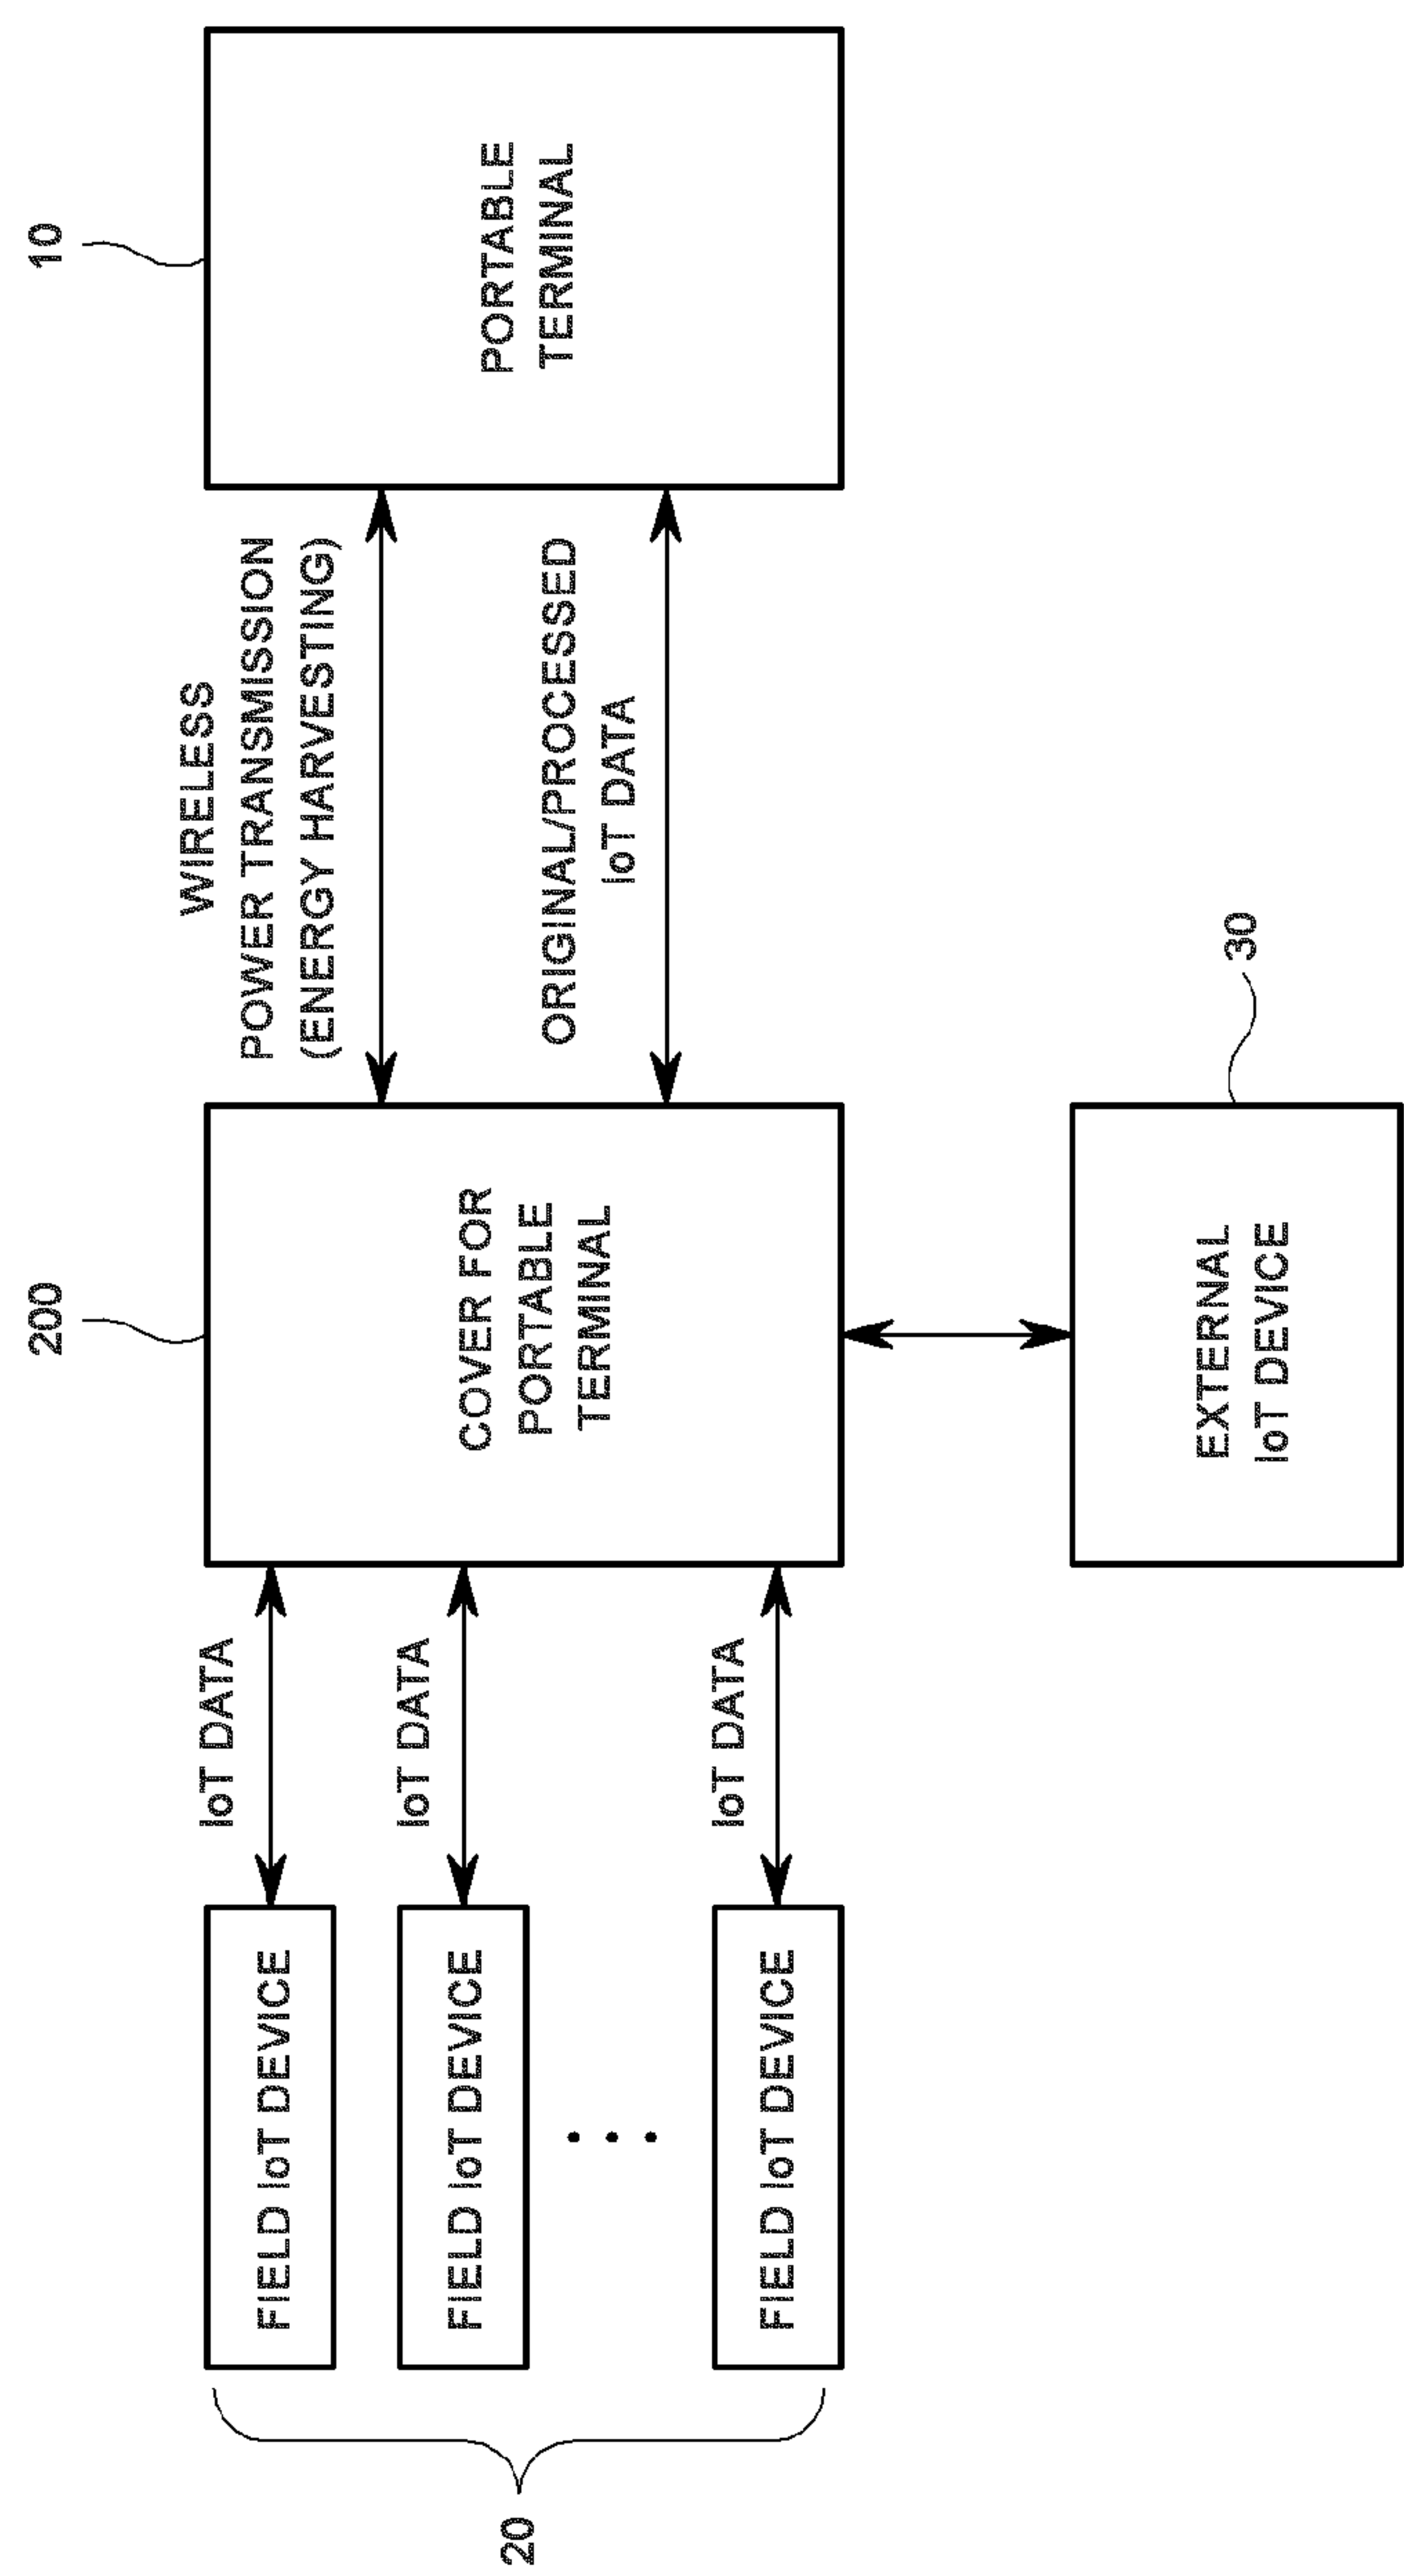 20
FIELD IoT DEVICE
FIELD IoT DEVICE
FIELD IoT DEVICE
IoT DATA
IoT DATA
IoT DATA
200
COVER FOR
PORTABLE
TERMINAL
WIRELESS
POWER TRANSMISSION
(ENERGY HARVESTING)
ORIGINAL/PROCESSED
IoT DATA
10
PORTABLE
TERMINAL
30
EXTERNAL
IoT DEVICE